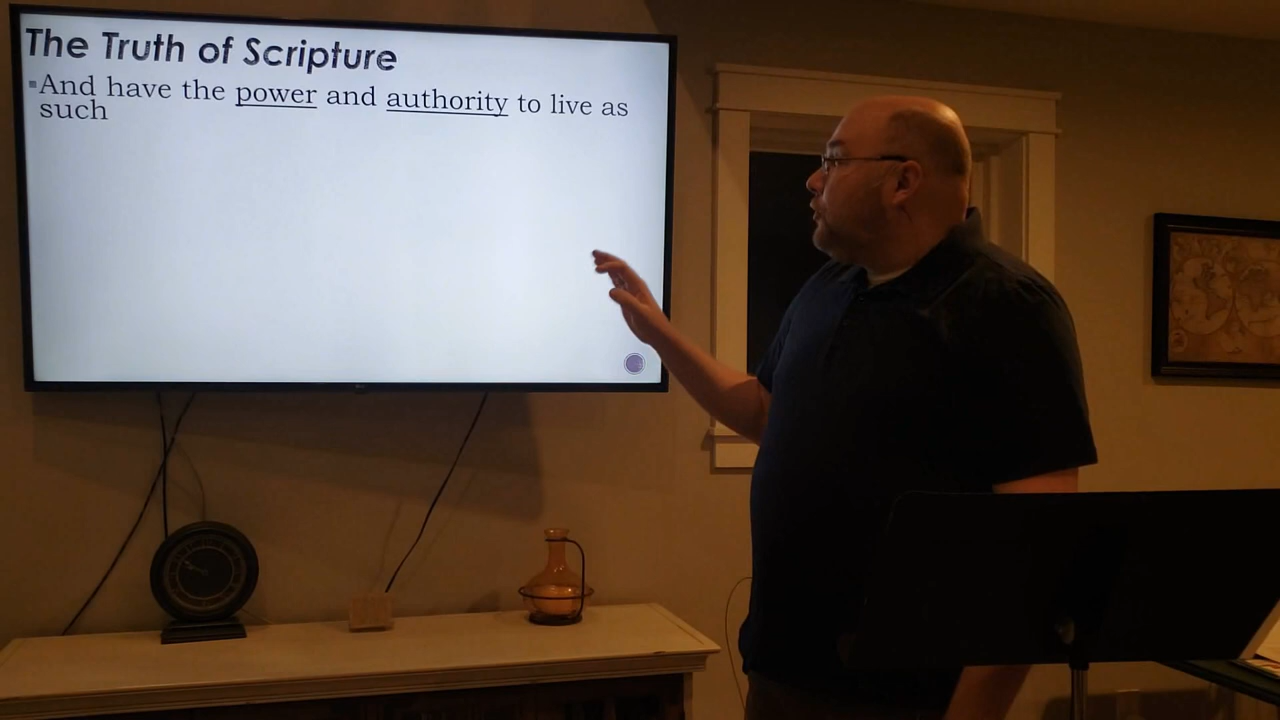 The Truth of Scripture
And have the power and authority to live as
such